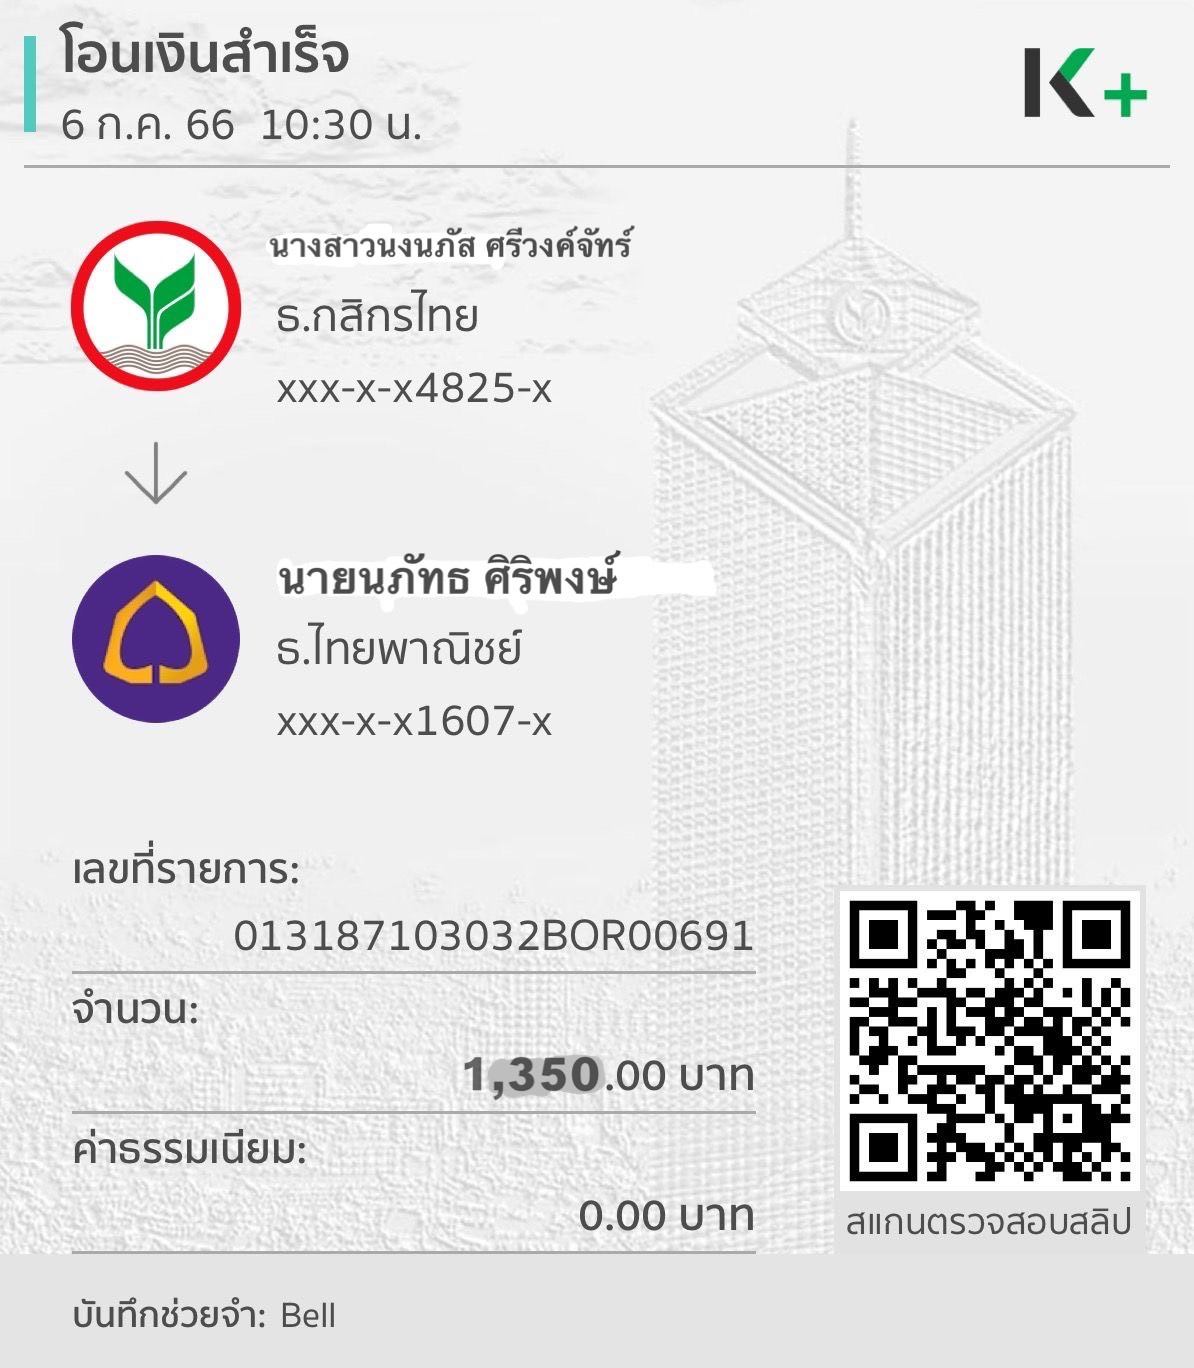 โอนเงินสำเร็จ
6 ก.ค. 66 10:30 น.
K+
นางสาวนงนภัส ศรีวงค์จัทร์
ธ.กสิกรไทย
xxx-x-x4825-x
นายนภัทธ ศิริพงษ์
ธ.ไทยพาณิชย์
xxx-x-x1607-x
เลขที่รายการ:
013187103032BOR00691
จำนวน:
1,350.00 บาท
ค่าธรรมเนียม:
0.00 บาท
สแกนตรวจสอบสลิป
บันทึกช่วยจำ: Bell